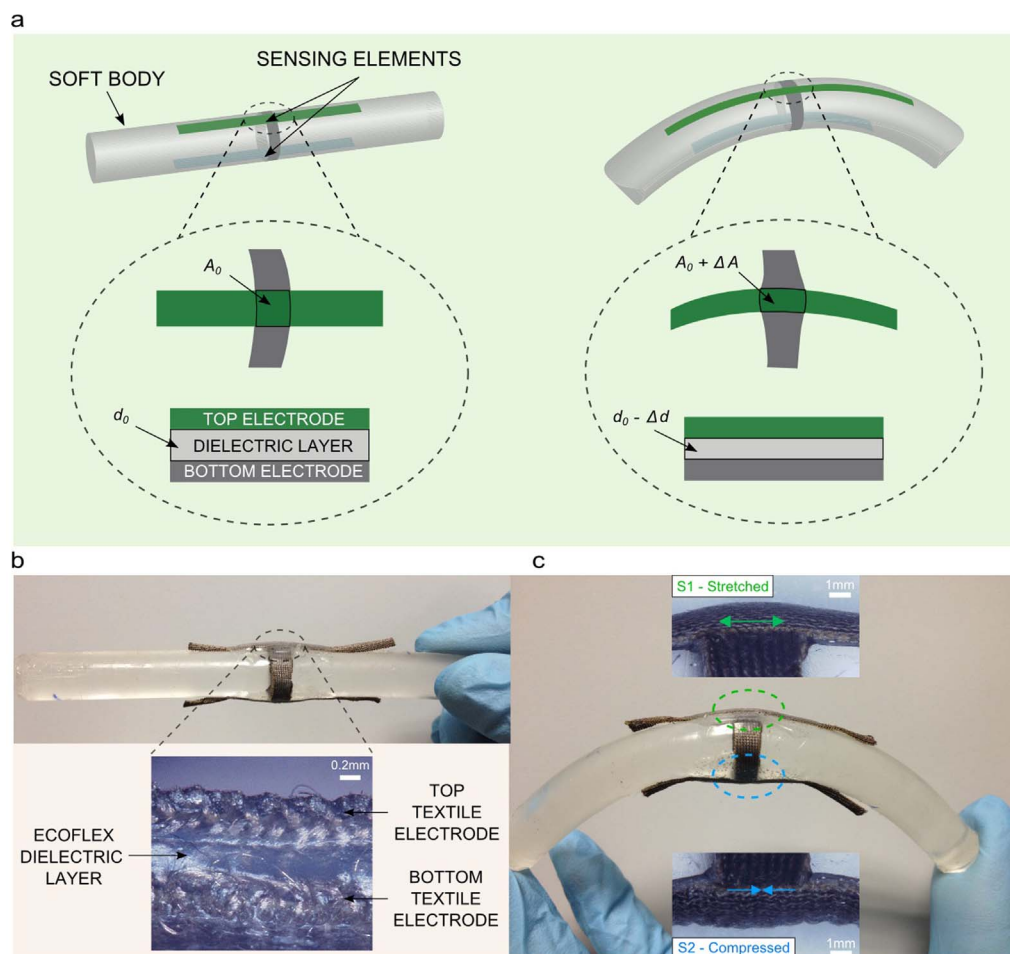 a
SENSING ELEMENTS
SOFT BODY
A₀
A₀ + ΔA
d₀
TOP ELECTRODE
DIELECTRIC LAYER
BOTTOM ELECTRODE
d₀ - Δd
b
c
S1 - Stretched
1mm
0.2mm
TOP
TEXTILE
ELECTRODE
ECOFLEX
DIELECTRIC
LAYER
BOTTOM
TEXTILE
ELECTRODE
S2 - Compressed
1mm